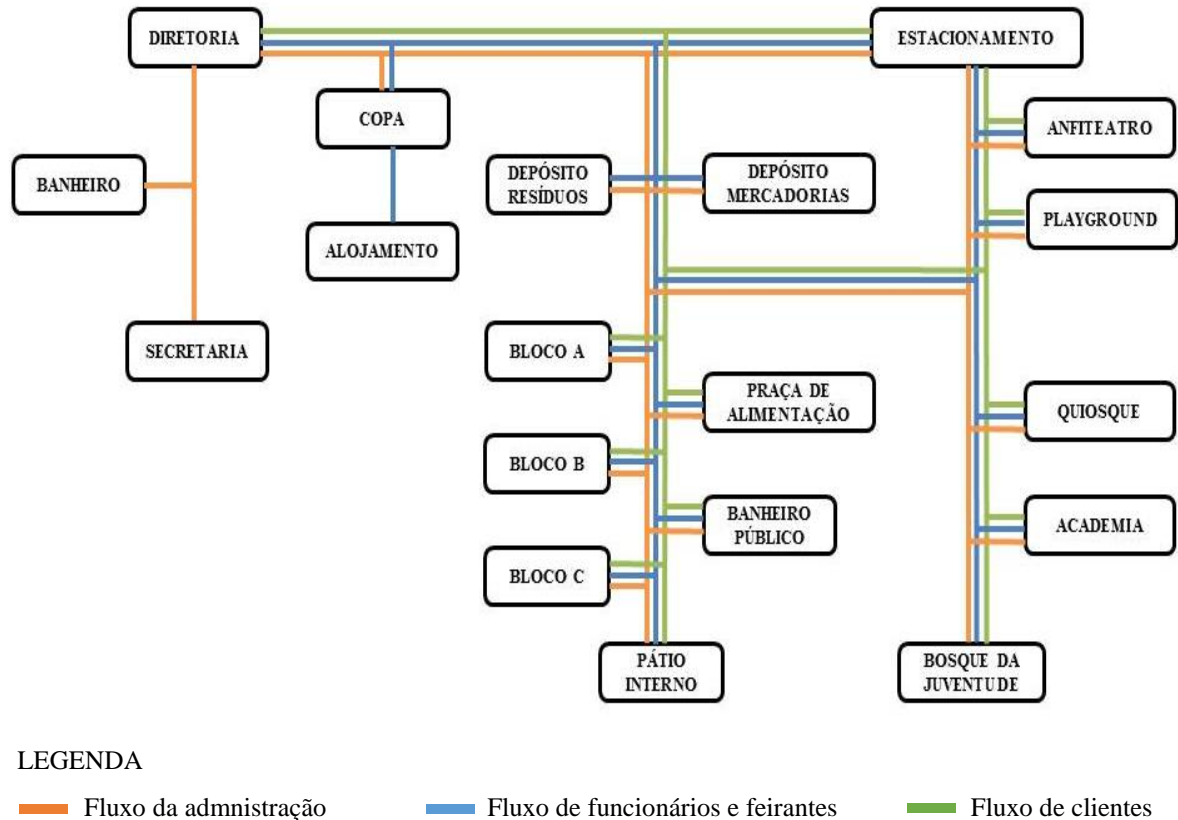 DIRETORIA
ESTACIONAMENTO
COPA
ANFITEATRO
BANHEIRO
DEPÓSITO
RESÍDUOS
DEPÓSITO
MERCADORIAS
PLAYGROUND
ALOJAMENTO
SECRETARIA
BLOCO A
PRAÇA DE
ALIMENTAÇÃO
QUIOSQUE
BLOCO B
BANHEIRO
PÚBLICO
ACADEMIA
BLOCO C
PÁTIO
INTERNO
BOSQUE DA
JUVENTUDE
LEGENDA
Fluxo da admnistração
Fluxo de funcionários e feirantes
Fluxo de clientes